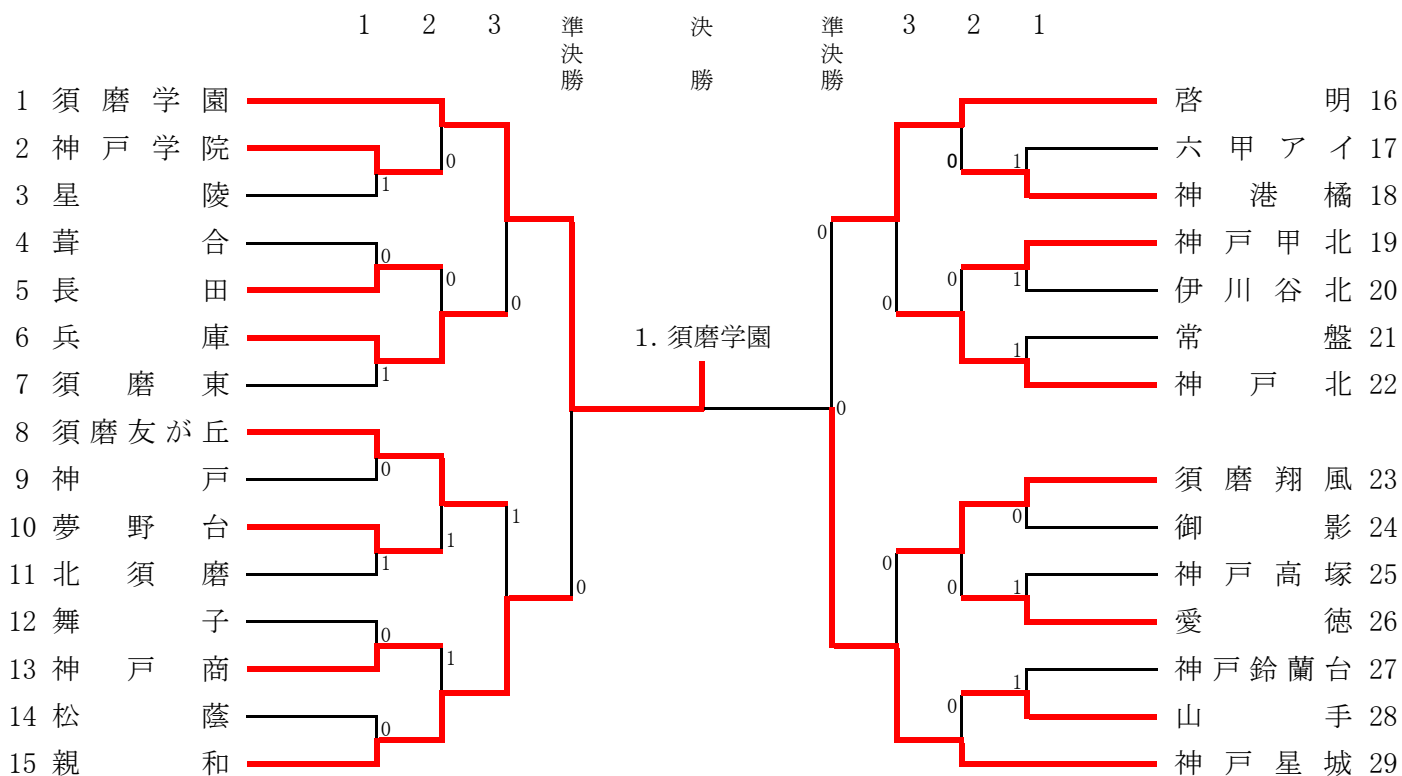 1 2 3 準決勝 決勝 準決勝 3 2 1
1 須磨学園 啓明 16
2 神戸学院 六甲アイ 17
0 0 1
3 星陵 神港橘 18
1
4 葺合 神戸甲北 19
0 0
5 長田 伊川谷北 20
0 0 1
0 0
6 兵庫 1. 須磨学園 常盤 21
1
7 須磨東 神戸北 22
1
0
8 須磨友が丘
9 神戸 須磨翔風 23
0
10 夢野台 御影 24
1 0
1
11 北須磨 神戸高塚 25
1 0 1
0 0
12 舞子 愛徳 26
0
13 神戸商 神戸鈴蘭台 27
1 1
14 松蔭 山手 28
0 0
15 親和 神戸星城 29